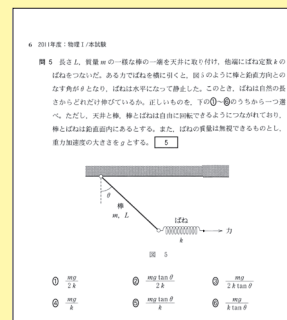 6 2011年度:物理Ⅰ/本試験
問5 長さL,質量mの一様な棒の一端を天井に取り付け,他端にばね定数kの
ばねをつないだ。ある力でばねを横に引くと,図5のように棒と鉛直方向との
なす角がθとなり,ばねは水平になって静止した。このとき,ばねは自然の長
さからどれだけ伸びているか。正しいものを,下の①~⑥のうちから一つ選
べ。ただし,天井と棒,棒とばねは自由に回転できるようにつながれており,
棒とばねは鉛直面内にあるとする。また,ばねの質量は無視できるものとし,
重力加速度の大きさをgとする。 5
θ
棒
m, L
ばね
k
力
図 5
① mg/2k ② mg tan θ/2k ③ mg/2k tan θ
④ mg/k ⑤ mg tan θ/k ⑥ mg/k tan θ